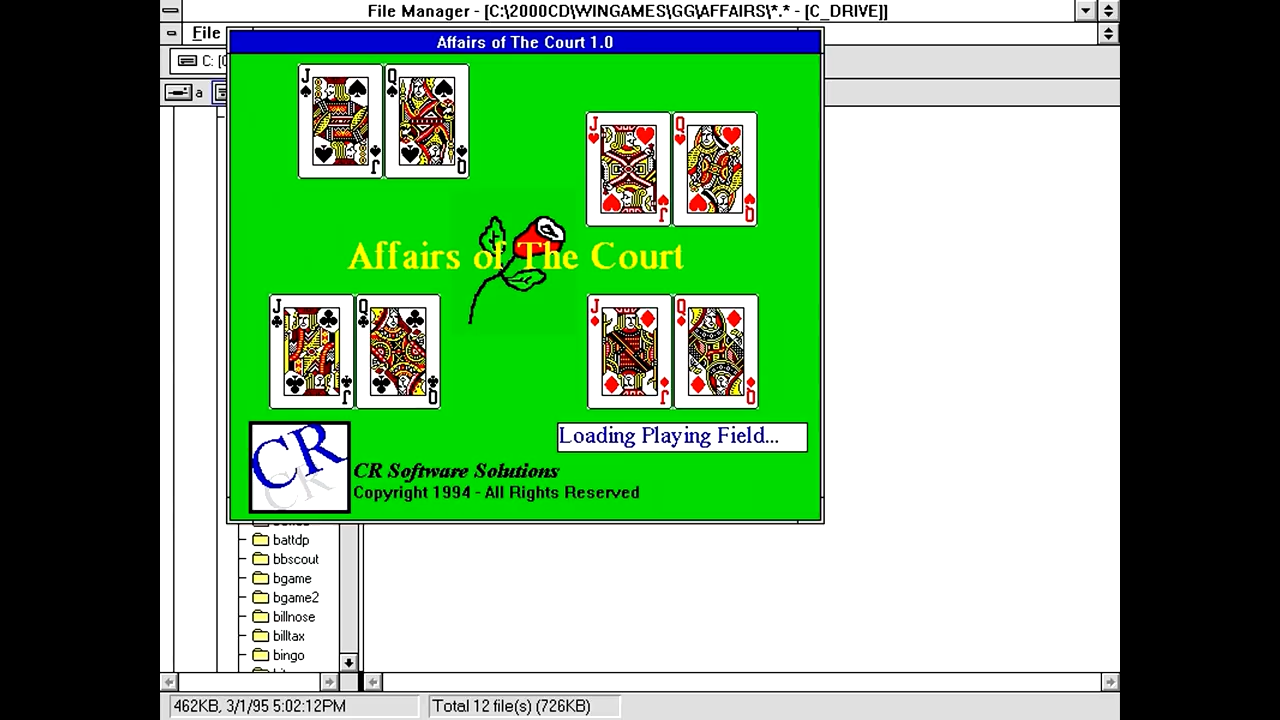 File Manager - [C:\2000CD\WINGAMES\GG\AFFAIRS\*.* - [C_DRIVE]]
File
Affairs of The Court 1.0
C: [
a
J Q
J Q
J Q
J Q
Affairs of The Court
J Q
J Q
J Q
J Q
Loading Playing Field...
CR
CR
CR Software Solutions
Copyright 1994 - All Rights Reserved
battdp
bbscout
bgame
bgame2
billnose
billtax
bingo
462KB, 3/1/95 5:02:12PM
Total 12 file(s) (726KB)